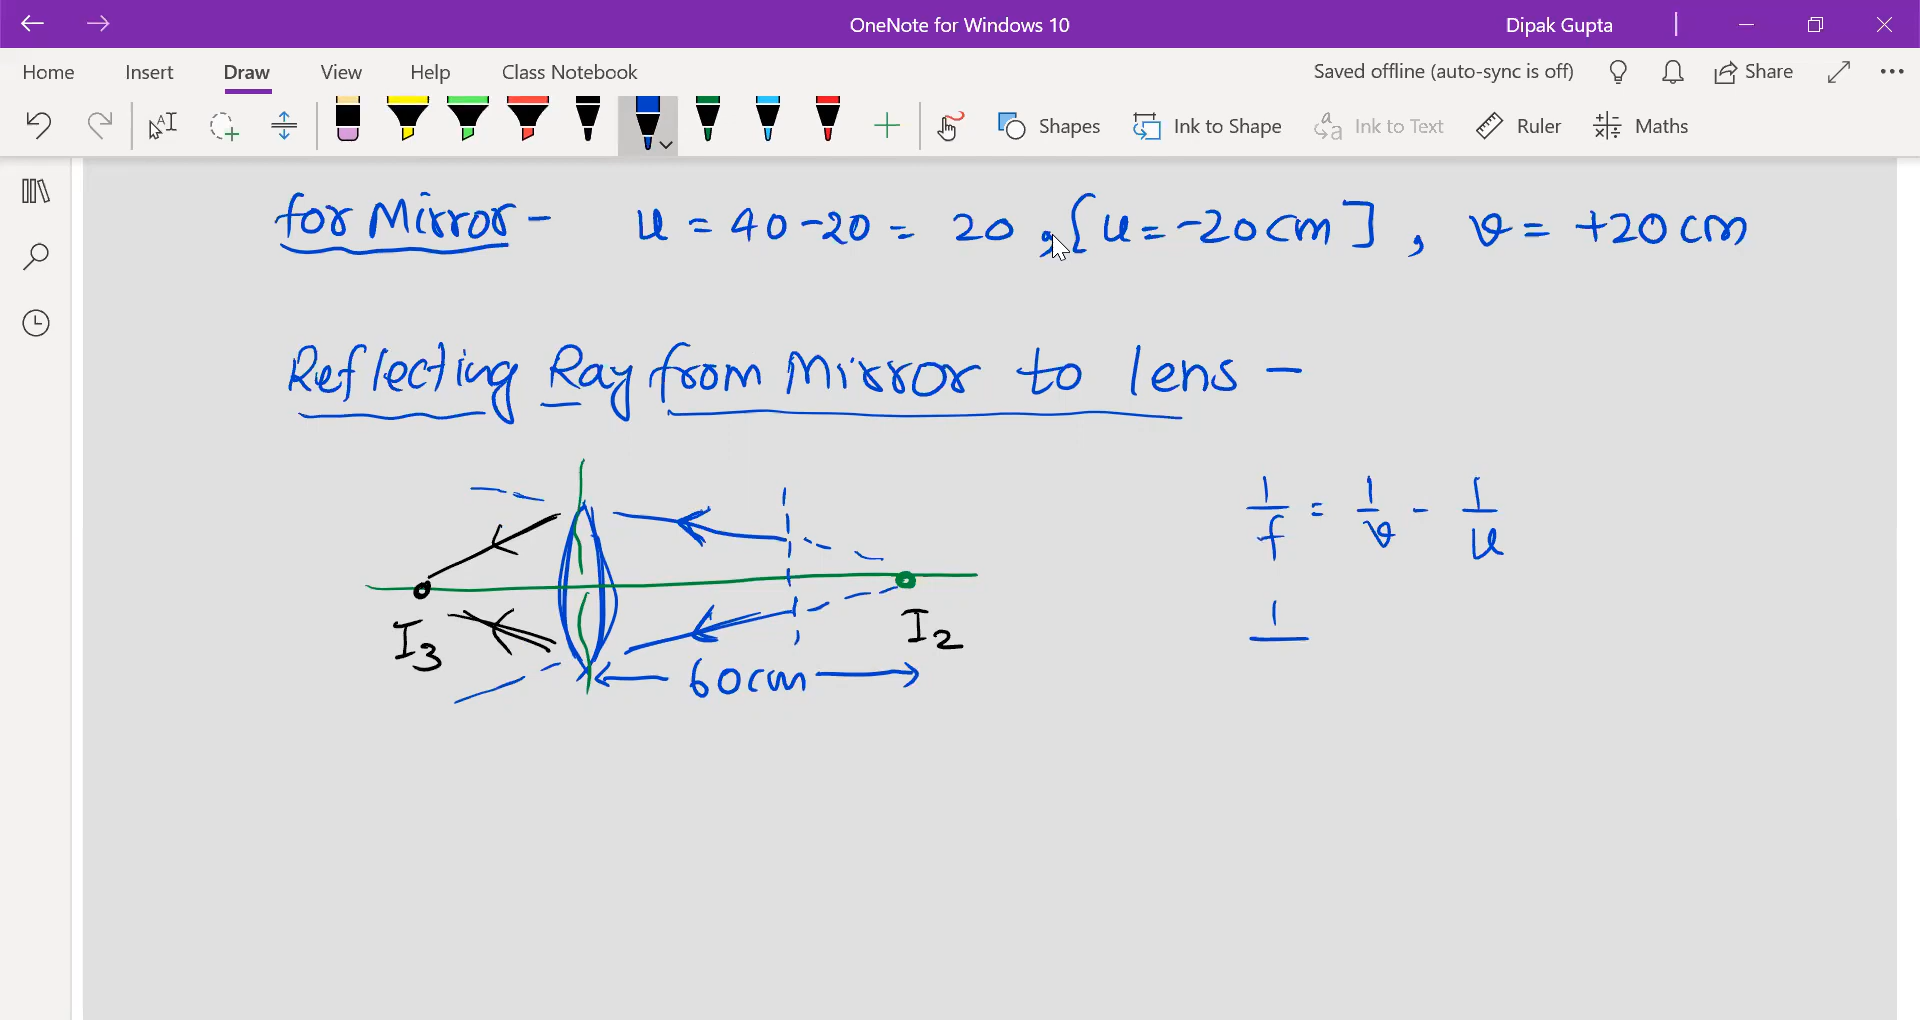 OneNote for Windows 10
Dipak Gupta
Home Insert Draw View Help Class Notebook
Saved offline (auto-sync is off) Share
Shapes Ink to Shape Ink to Text Ruler Maths
for Mirror - u = 40 - 20 = 20 , [u = -20 cm] , v = +20 cm
Reflecting Ray from Mirror to lens -
1/f = 1/v - 1/u
1
I3
I2
60cm